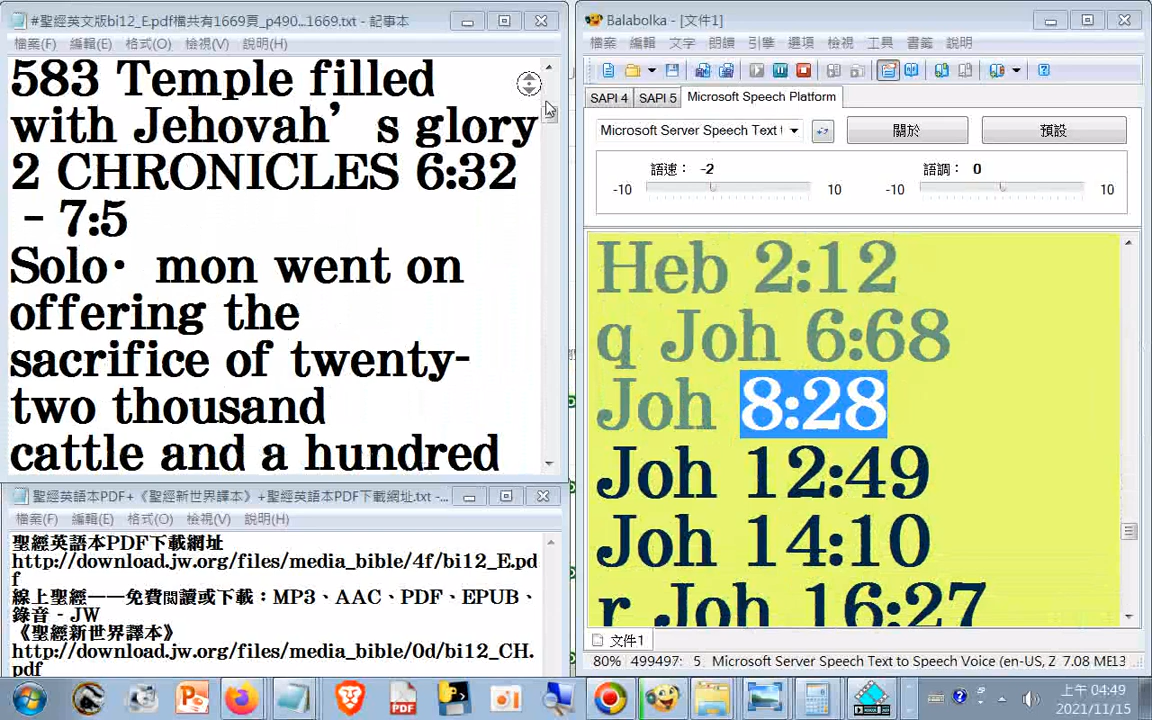 #聖經英文版bi12_E.pdf檔共有1669頁_p490...1669.txt - 記事本
檔案(F) 編輯(E) 格式(O) 檢視(V) 說明(H)
583 Temple filled
with Jehovah’s glory
2 CHRONICLES 6:32
– 7:5
Solo· mon went on
offering the
sacrifice of twenty-
two thousand
cattle and a hundred
聖經英語本PDF+《聖經新世界譯本》+聖經英語本PDF下載網址.txt - ...
檔案(F) 編輯(E) 格式(O) 檢視(V) 說明(H)
聖經英語本PDF下載網址
http://download.jw.org/files/media_bible/4f/bi12_E.pd
f
線上聖經——免費閱讀或下載：MP3、AAC、PDF、EPUB、
錄音 - JW
《聖經新世界譯本》
http://download.jw.org/files/media_bible/0d/bi12_CH.
pdf
Balabolka - [文件1]
檔案 編輯 文字 朗讀 引擎 選項 檢視 工具 書籤 說明
SAPI 4 SAPI 5 Microsoft Speech Platform
Microsoft Server Speech Text t 關於 預設
語速： -2 語調： 0
-10 10 -10 10
Heb 2:12
q Joh 6:68
Joh 8:28
Joh 12:49
Joh 14:10
r Joh 16:27
文件1
80% 499497: 5 Microsoft Server Speech Text to Speech Voice (en-US, Z 7.08 ME13
上午 04:49
2021/11/15